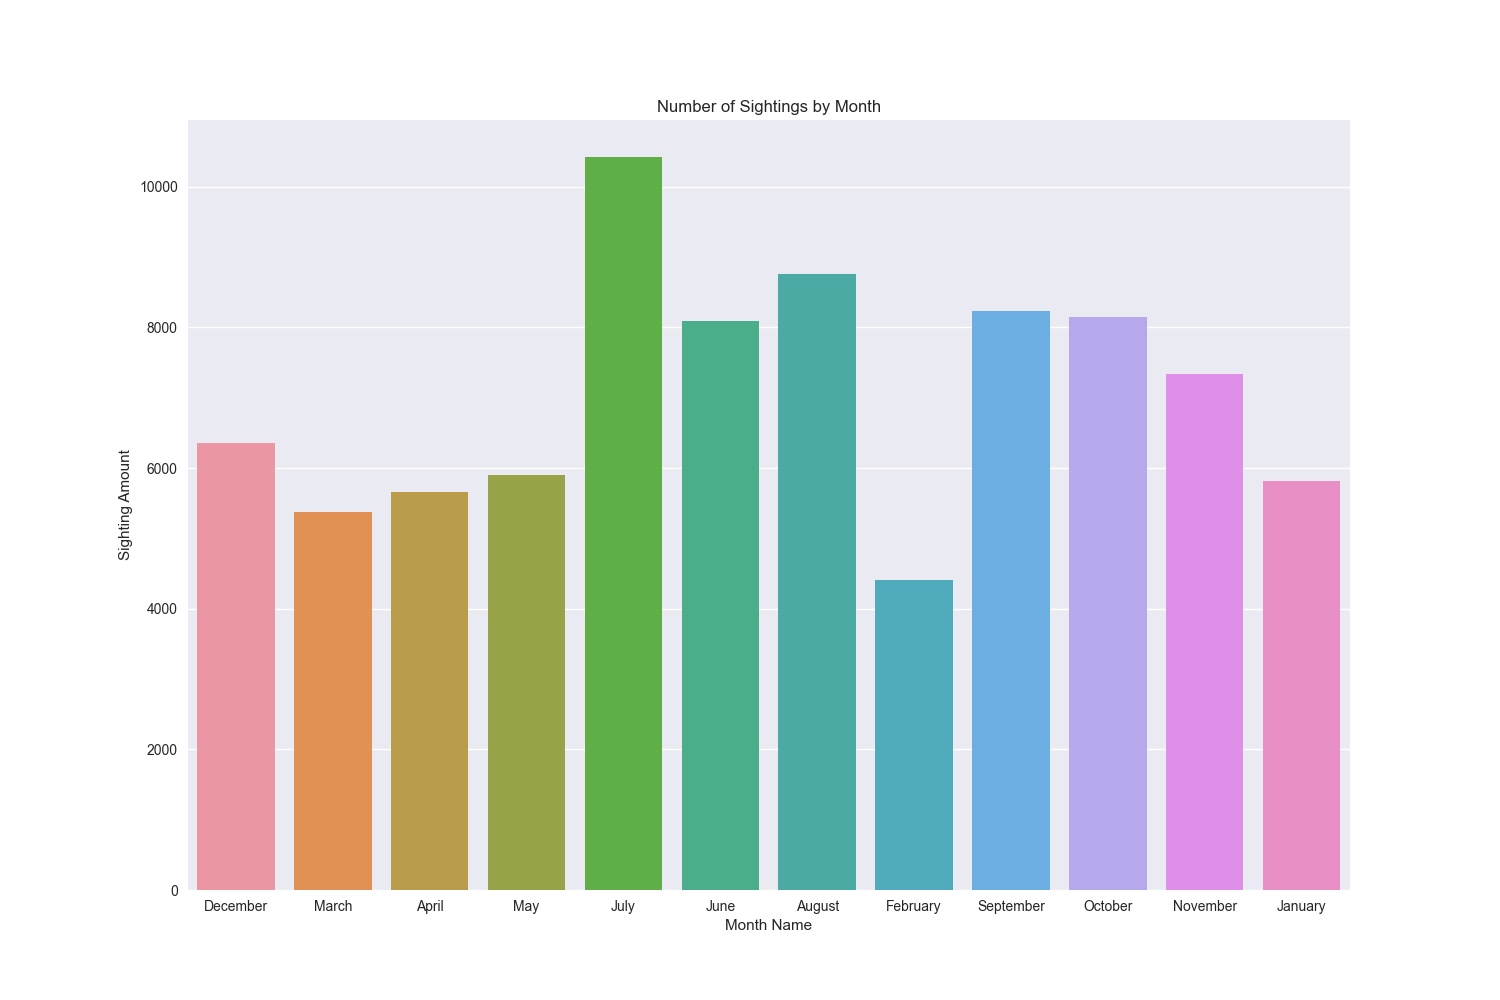 Number of Sightings by Month
10000
8000
6000
4000
2000
0
Sighting Amount
December March April May July June August February September October November January
Month Name